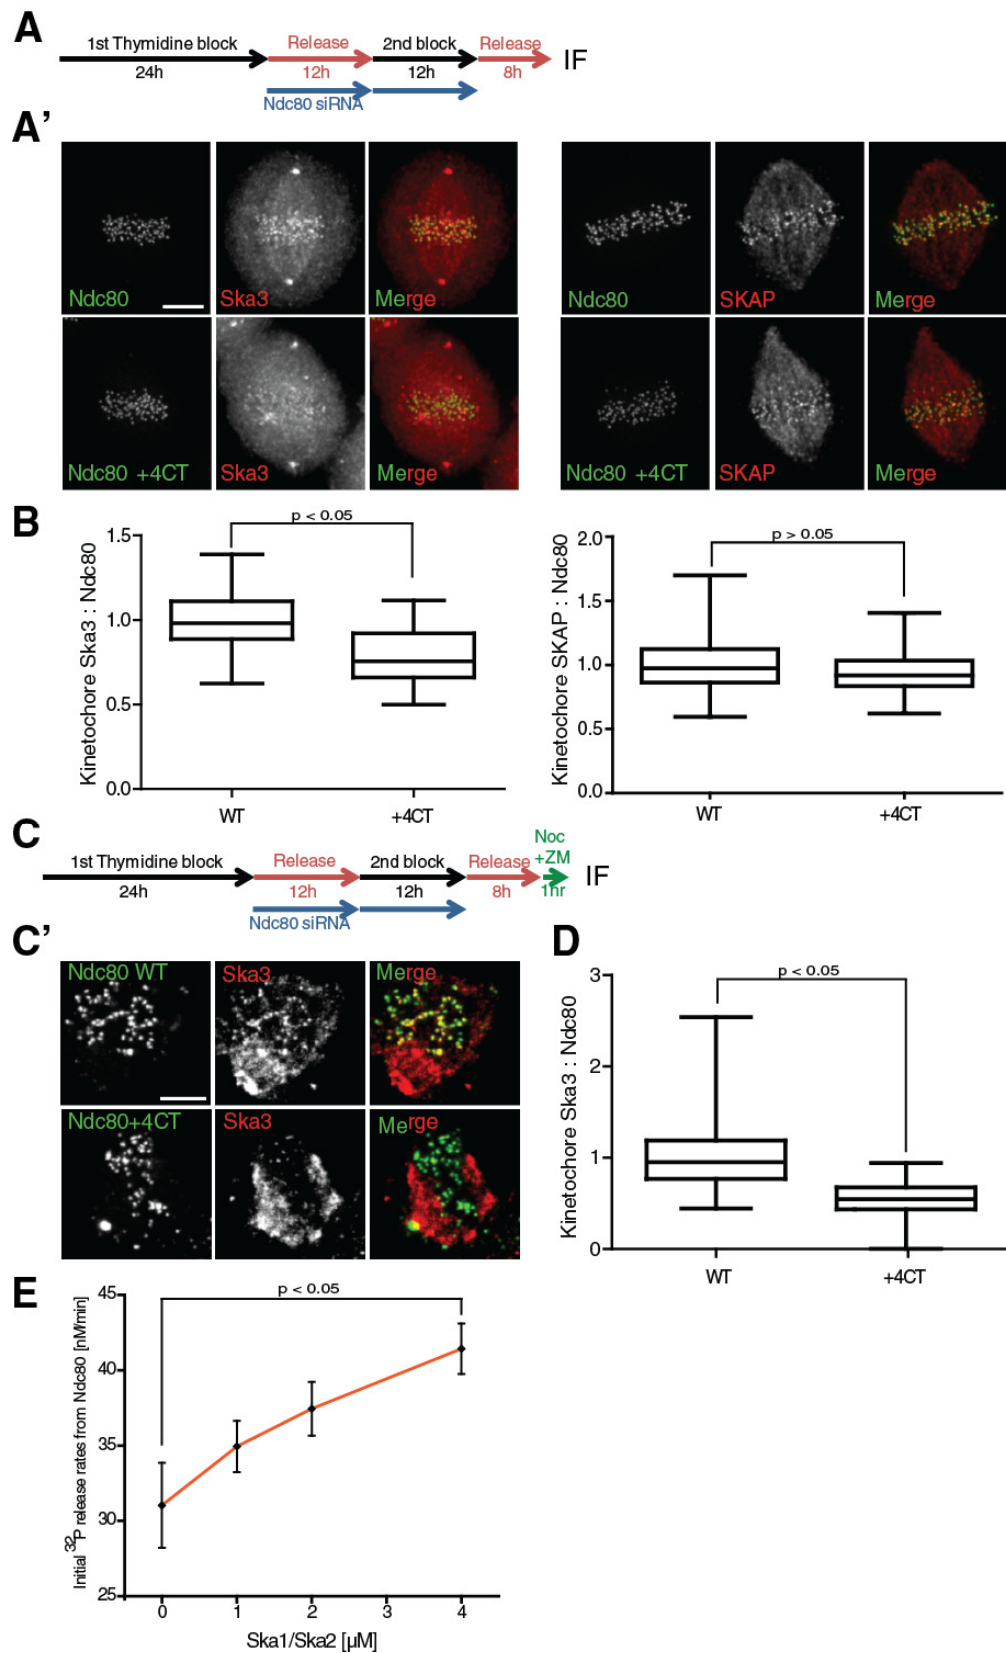 A
1st Thymidine block
Release
2nd block
Release
IF
24h
12h
12h
8h
Ndc80 siRNA
A'
Ndc80
Ska3
Merge
Ndc80
SKAP
Merge
Ndc80 +4CT
Ska3
Merge
Ndc80 +4CT
SKAP
Merge
B
Kinetochore Ska3 : Ndc80
1.5
1.0
0.5
0.0
p < 0.05
WT
+4CT
Kinetochore SKAP : Ndc80
2.0
1.5
1.0
0.5
0.0
p > 0.05
WT
+4CT
C
1st Thymidine block
Release
2nd block
Release
Noc
+ZM
IF
24h
12h
12h
8h
1hr
Ndc80 siRNA
C'
Ndc80 WT
Ska3
Merge
Ndc80+4CT
Ska3
Merge
D
Kinetochore Ska3 : Ndc80
3
2
1
0
p < 0.05
WT
+4CT
E
Initial 32P release rates from Ndc80 [nM/min]
45
40
35
30
25
p < 0.05
0
1
2
3
4
Ska1/Ska2 [µM]